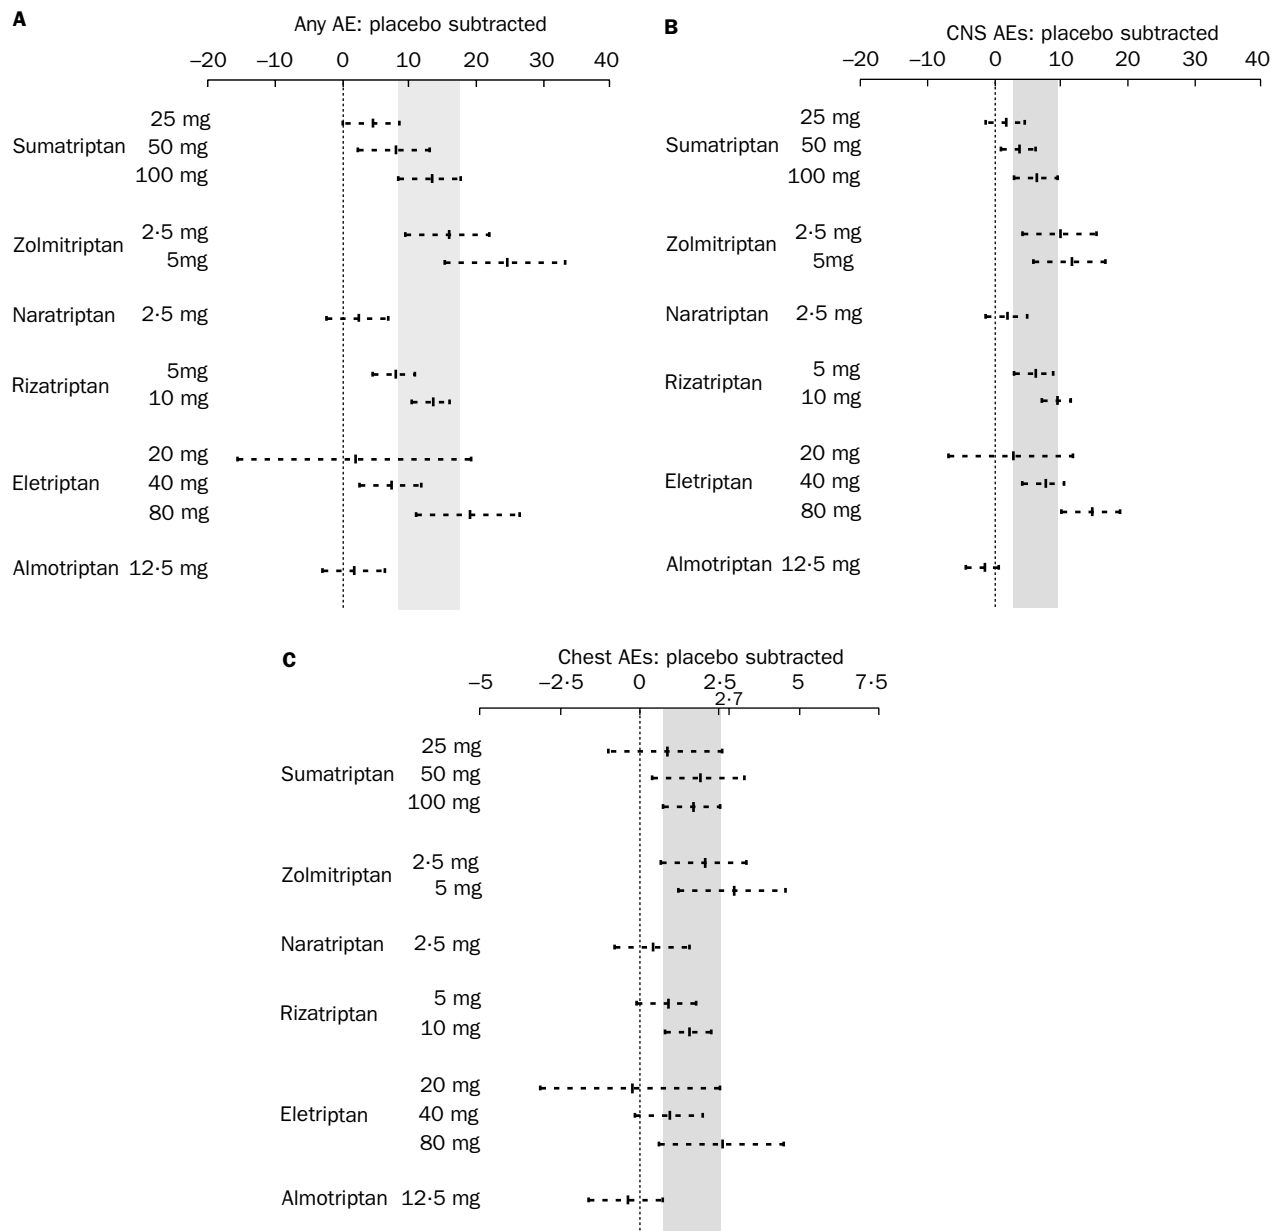 A
Any AE: placebo subtracted
–20 –10 0 10 20 30 40
25 mg
Sumatriptan 50 mg
100 mg
Zolmitriptan
2·5 mg
5mg
Naratriptan 2·5 mg
Rizatriptan
5mg
10 mg
20 mg
Eletriptan 40 mg
80 mg
Almotriptan 12·5 mg
B
CNS AEs: placebo subtracted
–20 –10 0 10 20 30 40
25 mg
Sumatriptan 50 mg
100 mg
Zolmitriptan
2·5 mg
5mg
Naratriptan 2·5 mg
Rizatriptan
5 mg
10 mg
20 mg
Eletriptan 40 mg
80 mg
Almotriptan 12·5 mg
C
Chest AEs: placebo subtracted
–5 –2·5 0 2·5 5 7·5
2·7
25 mg
Sumatriptan 50 mg
100 mg
Zolmitriptan
2·5 mg
5 mg
Naratriptan 2·5 mg
Rizatriptan
5 mg
10 mg
20 mg
Eletriptan 40 mg
80 mg
Almotriptan 12·5 mg